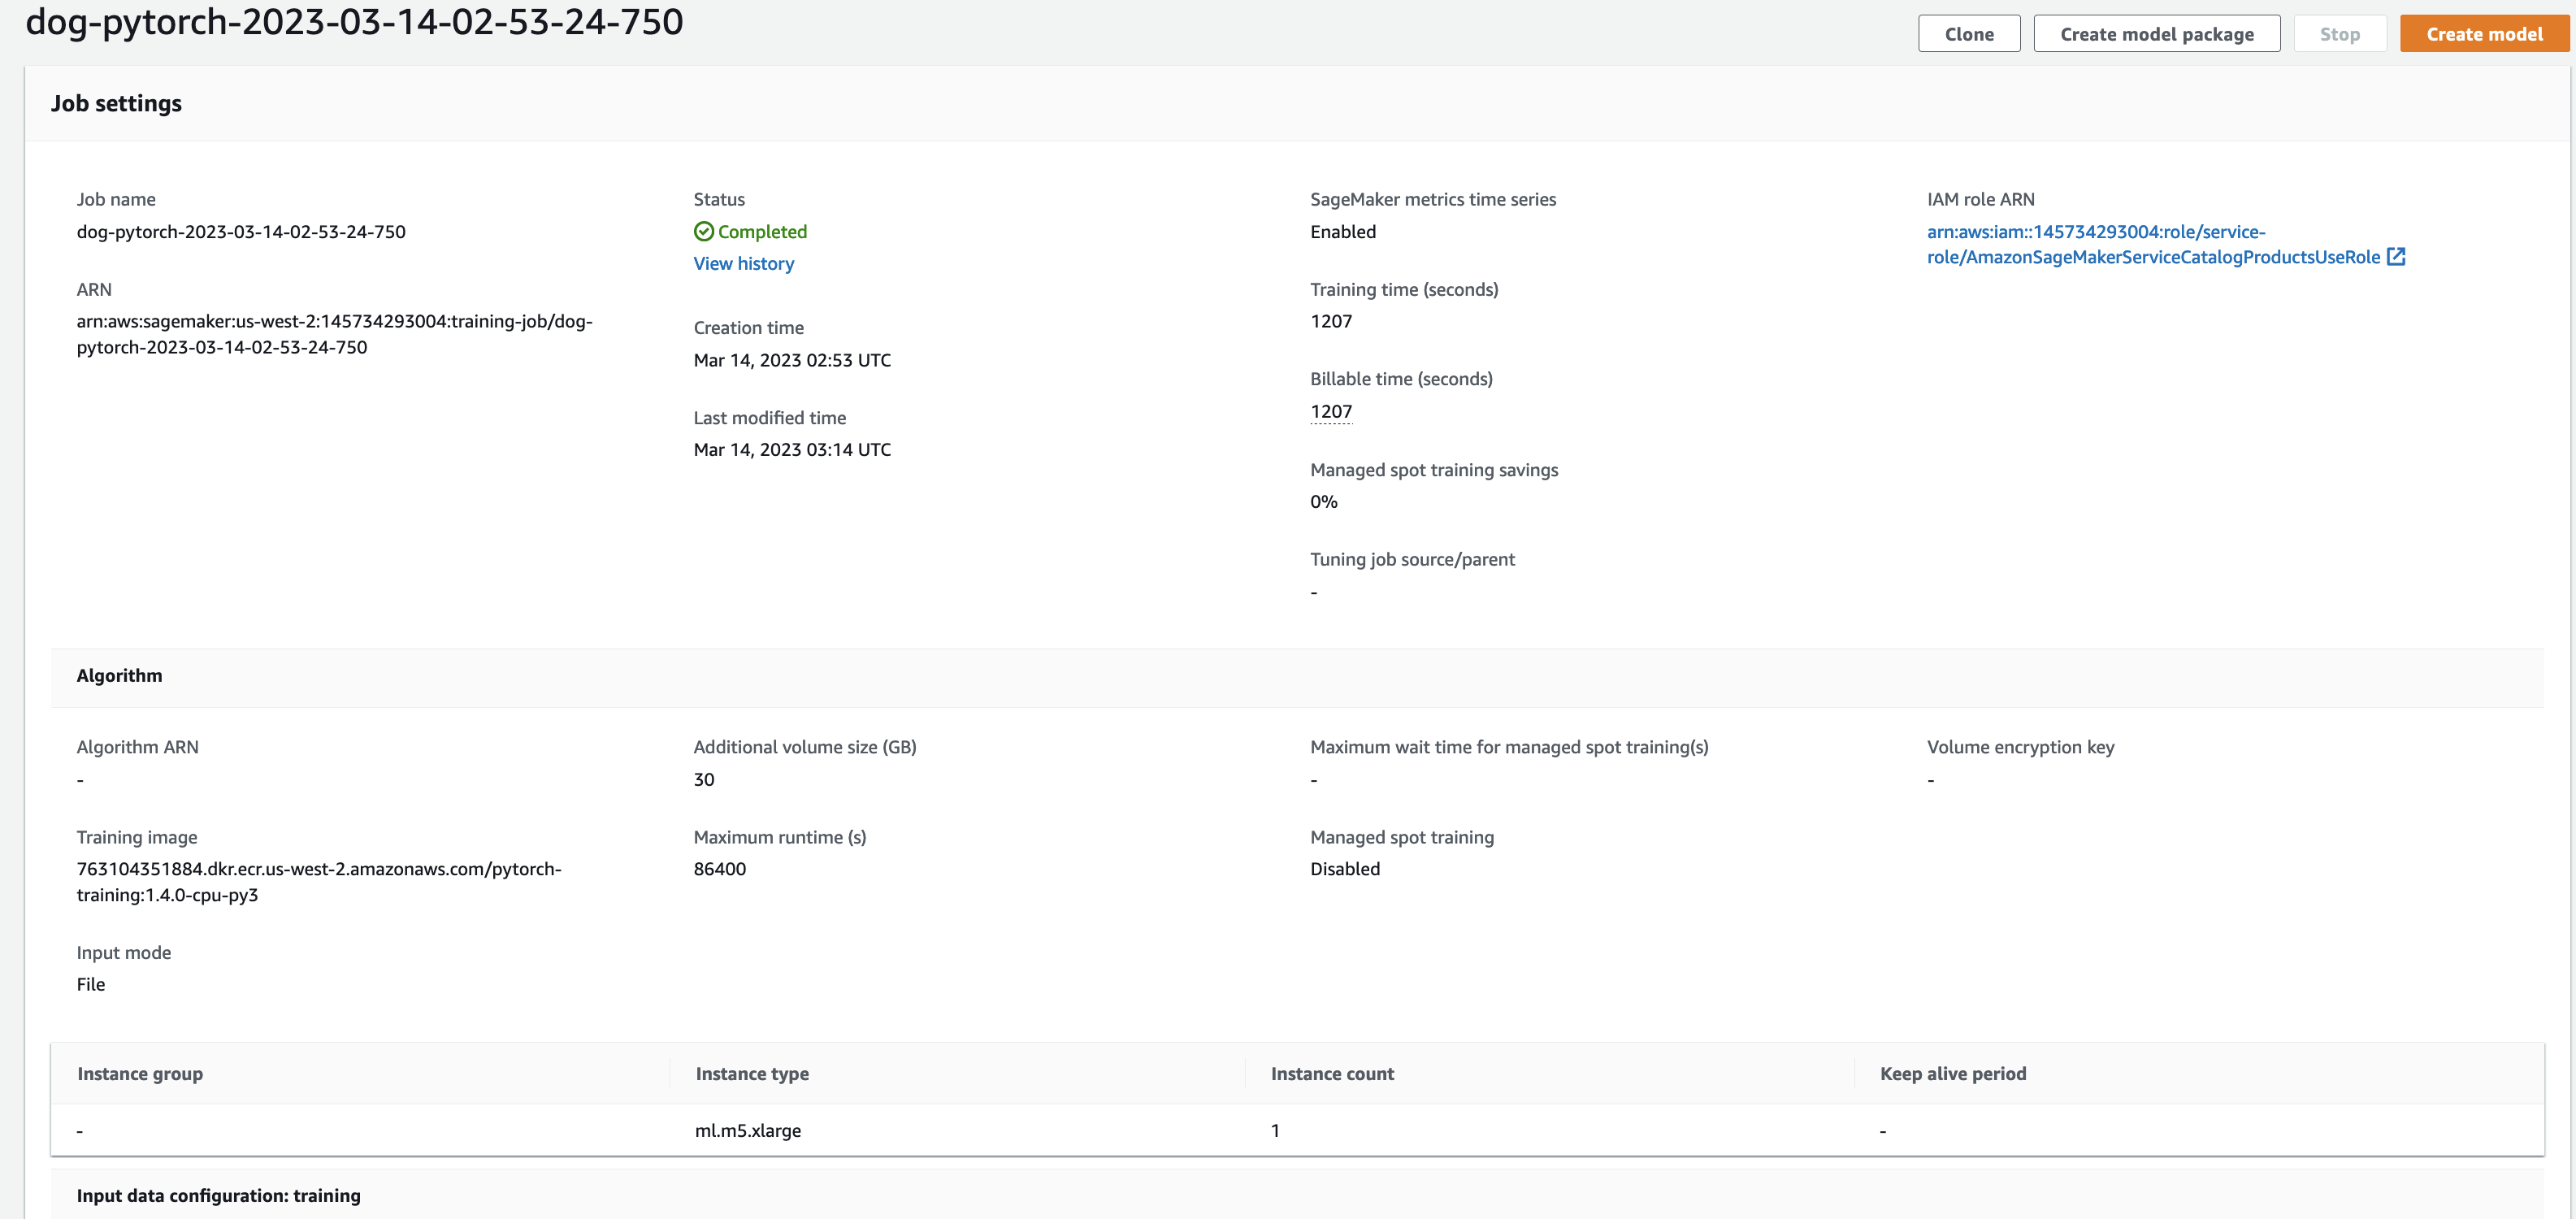 dog-pytorch-2023-03-14-02-53-24-750
Clone
Create model package
Stop
Create model
Job settings
Job name
dog-pytorch-2023-03-14-02-53-24-750
ARN
arn:aws:sagemaker:us-west-2:145734293004:training-job/dog-
pytorch-2023-03-14-02-53-24-750
Status
Completed
View history
Creation time
Mar 14, 2023 02:53 UTC
Last modified time
Mar 14, 2023 03:14 UTC
SageMaker metrics time series
Enabled
Training time (seconds)
1207
Billable time (seconds)
1207
Managed spot training savings
0%
Tuning job source/parent
-
IAM role ARN
arn:aws:iam::145734293004:role/service-
role/AmazonSageMakerServiceCatalogProductsUseRole
Algorithm
Algorithm ARN
-
Training image
763104351884.dkr.ecr.us-west-2.amazonaws.com/pytorch-
training:1.4.0-cpu-py3
Input mode
File
Additional volume size (GB)
30
Maximum runtime (s)
86400
Maximum wait time for managed spot training(s)
-
Managed spot training
Disabled
Volume encryption key
-
Instance group
Instance type
Instance count
Keep alive period
-
ml.m5.xlarge
1
-
Input data configuration: training